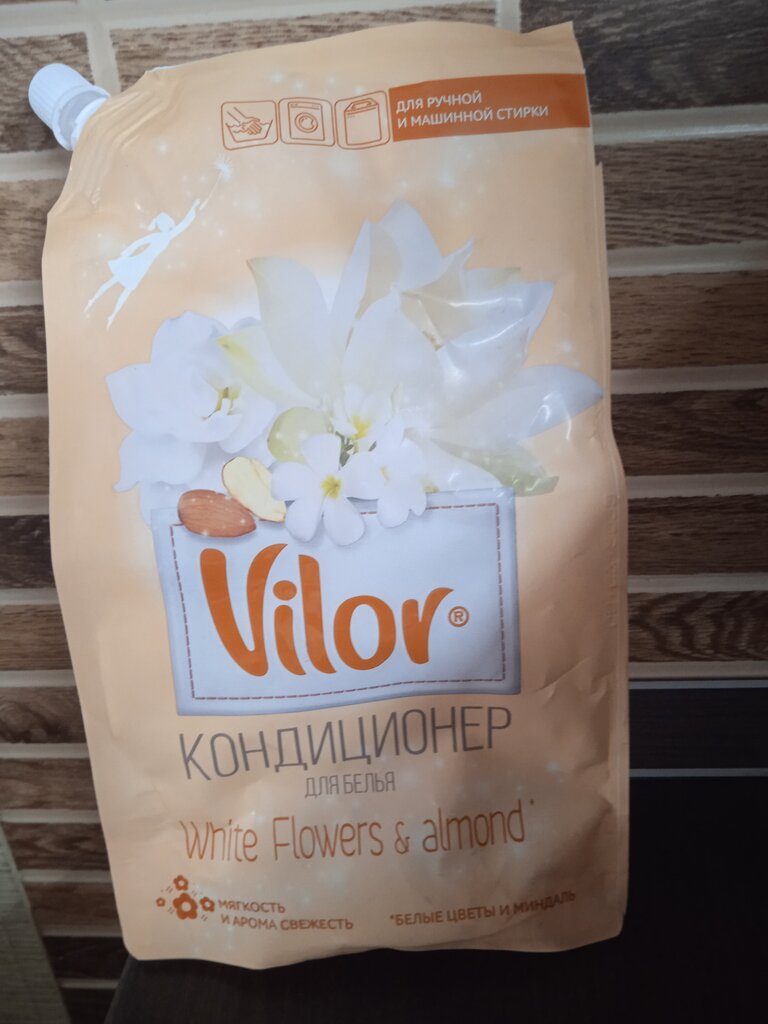 ДЛЯ РУЧНОЙ
И МАШИННОЙ СТИРКИ
Vilor®
КОНДИЦИОНЕР
ДЛЯ БЕЛЬЯ
White Flowers & almond*
МЯГКОСТЬ
И АРОМА СВЕЖЕСТЬ
*БЕЛЫЕ ЦВЕТЫ И МИНДАЛЬ